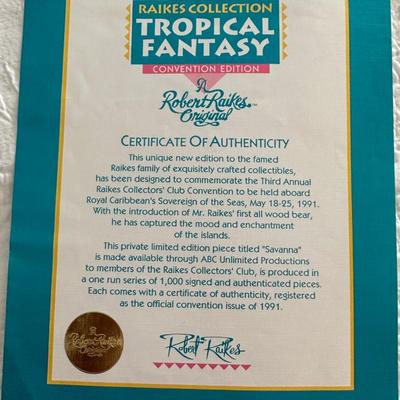 RAIKES COLLECTION
TROPICAL
FANTASY
CONVENTION EDITION
A
Robert Raikes™
Original
CERTIFICATE OF AUTHENTICITY
This unique new edition to the famed
Raikes family of exquisitely crafted collectibles,
has been designed to commemorate the Third Annual
Raikes Collectors' Club Convention to be held aboard
Royal Caribbean's Sovereign of the Seas, May 18-25, 1991.
With the introduction of Mr. Raikes' first all wood bear,
he has captured the mood and enchantment
of the islands.
This private limited edition piece titled "Savanna"
is made available through ABC Unlimited Productions
to members of the Raikes Collectors' Club, is produced in
a one run series of 1,000 signed and authenticated pieces.
Each comes with a certificate of authenticity, registered
as the official convention issue of 1991.
A
Robert Raikes
Original
Robert Raikes